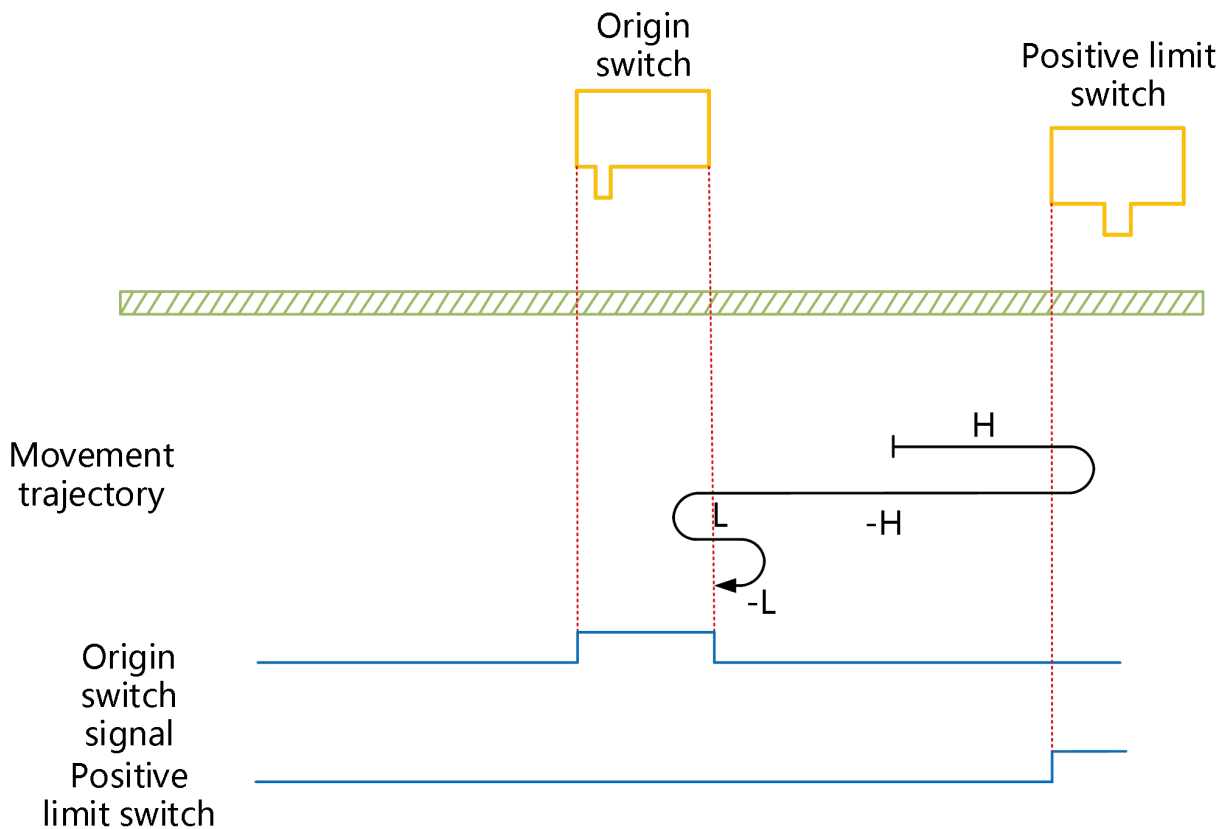 Origin
switch
Positive limit
switch
Movement
trajectory
H
-H
L
-L
Origin
switch
signal
Positive
limit switch